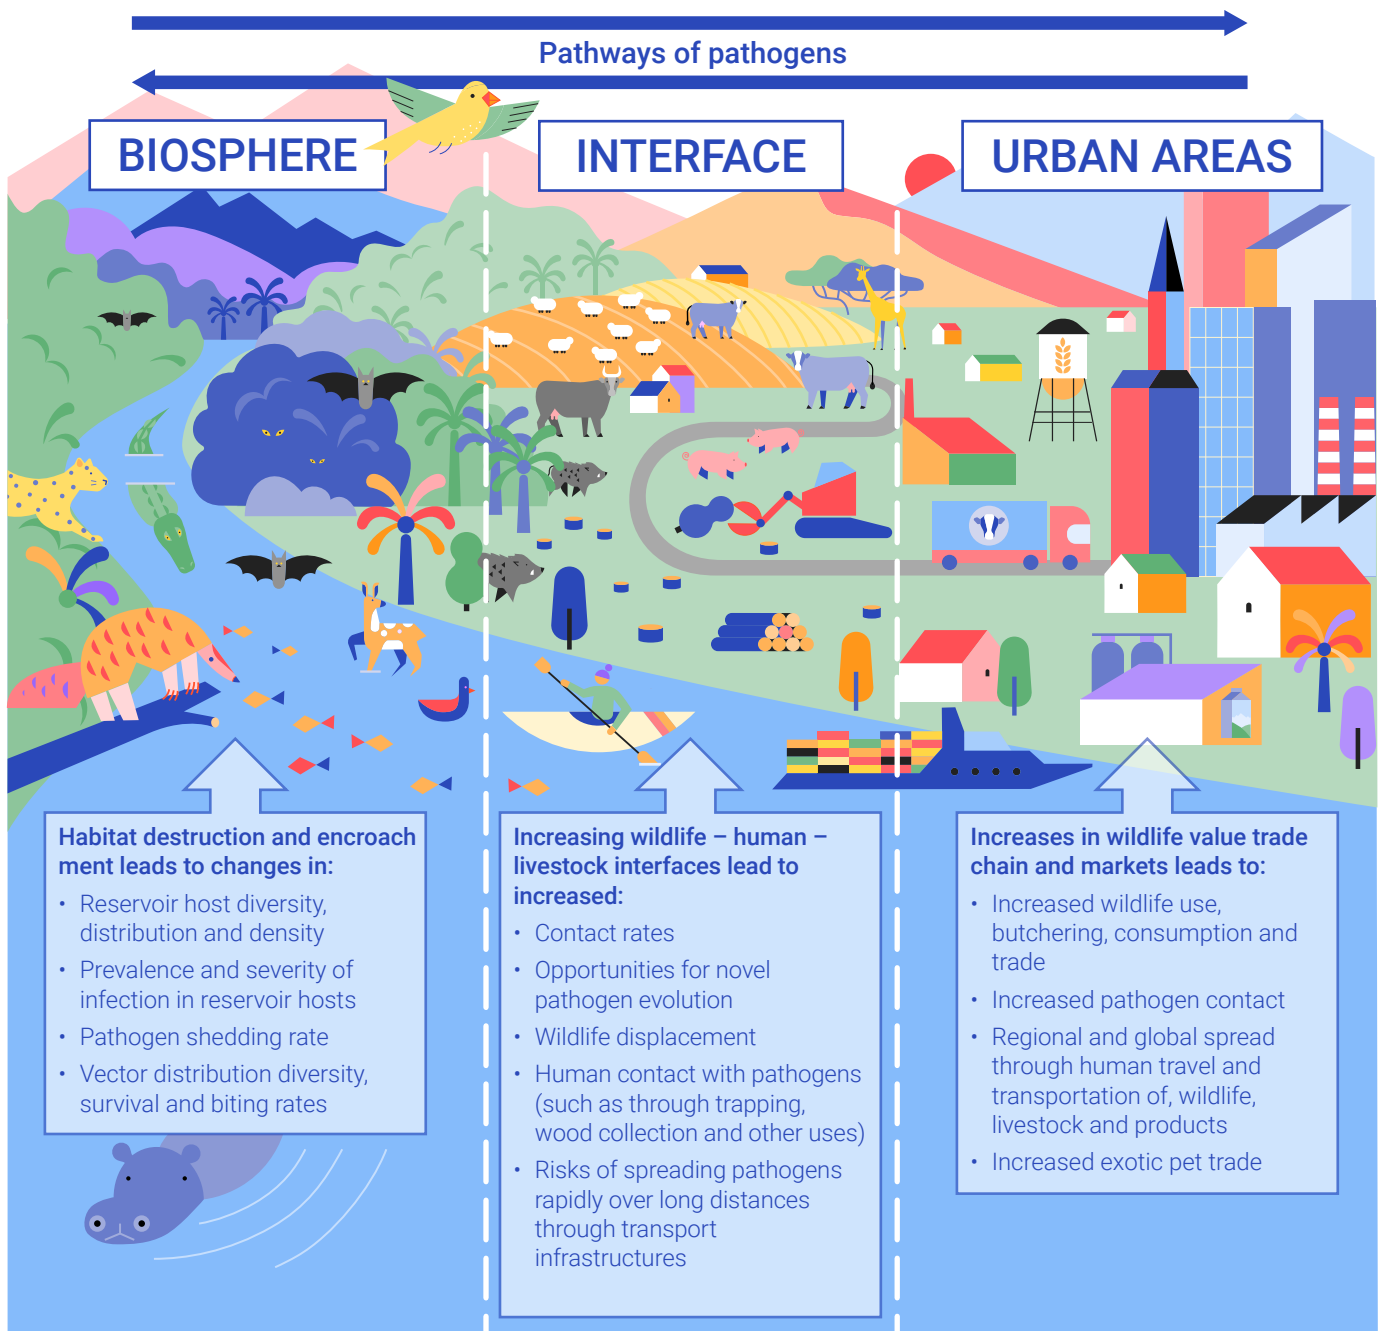 Pathways of pathogens
BIOSPHERE
INTERFACE
URBAN AREAS
Habitat destruction and encroach
ment leads to changes in:
• Reservoir host diversity,
distribution and density
• Prevalence and severity of
infection in reservoir hosts
• Pathogen shedding rate
• Vector distribution diversity,
survival and biting rates
Increasing wildlife – human –
livestock interfaces lead to
increased:
• Contact rates
• Opportunities for novel
pathogen evolution
• Wildlife displacement
• Human contact with pathogens
(such as through trapping,
wood collection and other uses)
• Risks of spreading pathogens
rapidly over long distances
through transport
infrastructures
Increases in wildlife value trade
chain and markets leads to:
• Increased wildlife use,
butchering, consumption and
trade
• Increased pathogen contact
• Regional and global spread
through human travel and
transportation of, wildlife,
livestock and products
• Increased exotic pet trade